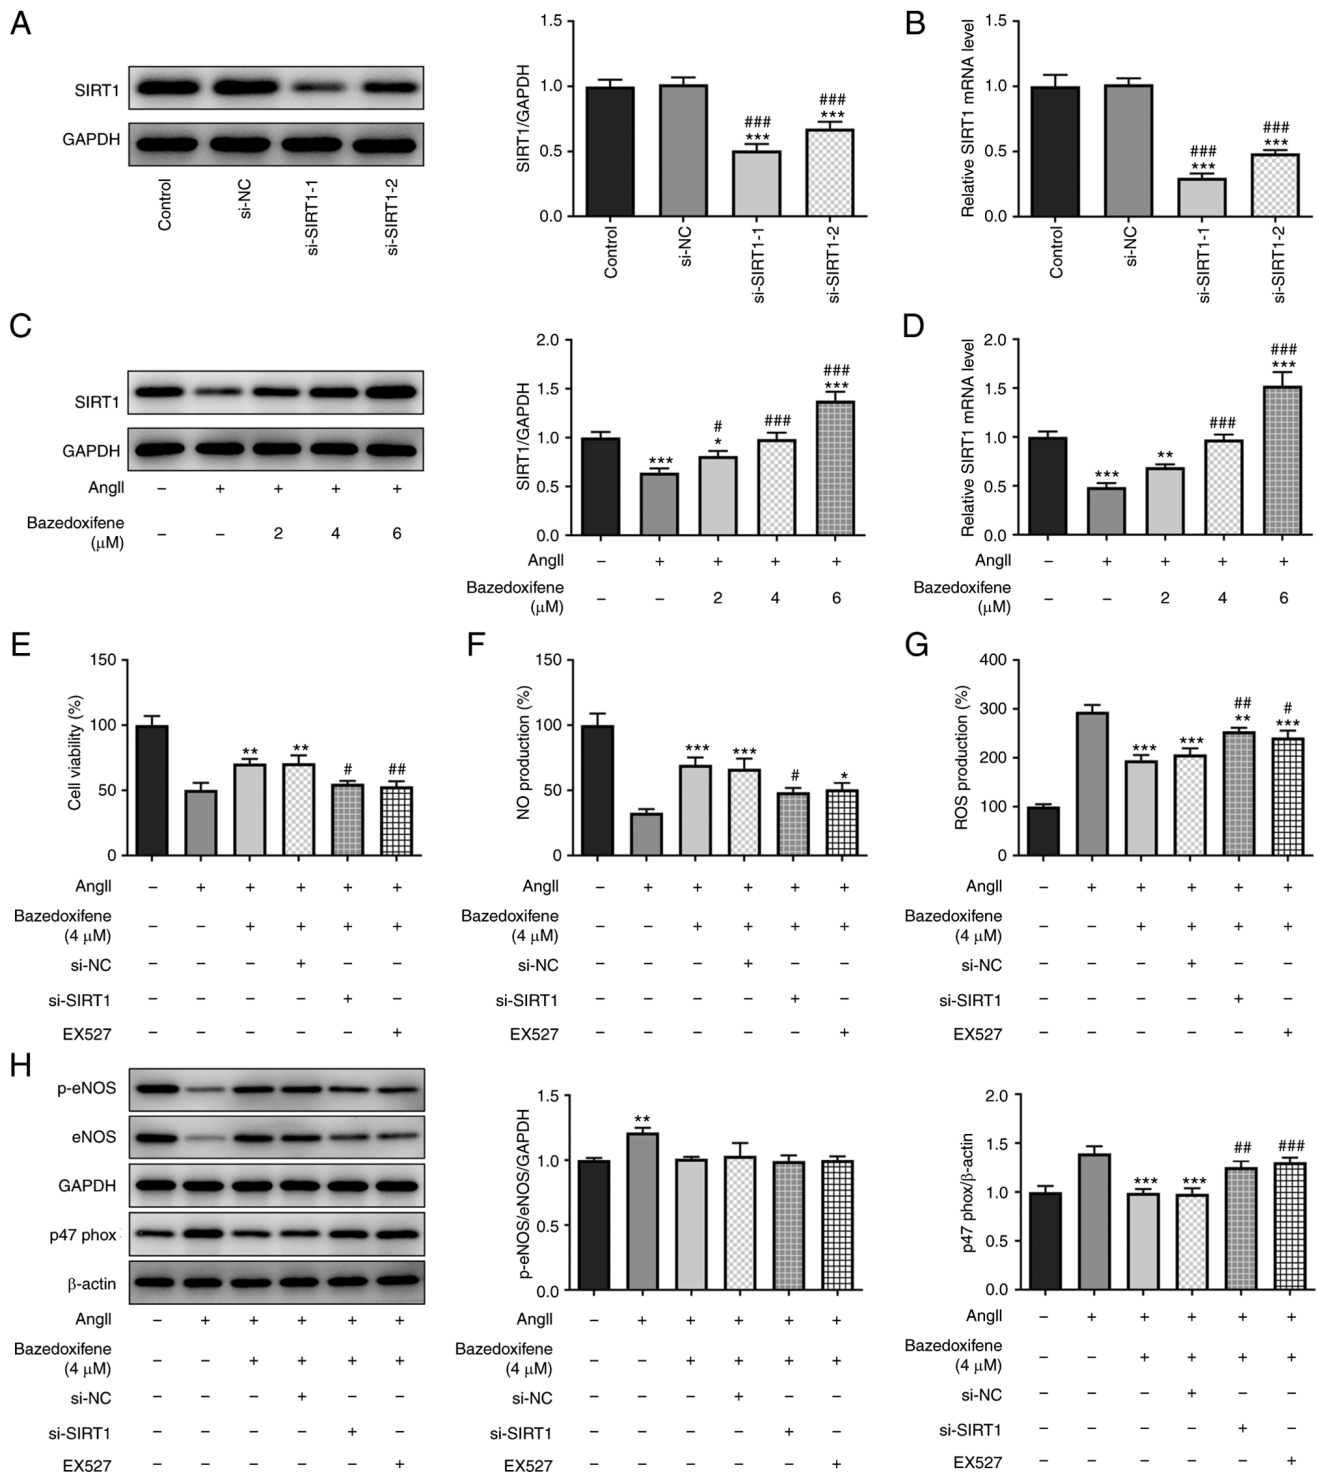 A
SIRT1
GAPDH
Control
si-NC
si-SIRT1-1
si-SIRT1-2
SIRT1/GAPDH
1.5
1.0
0.5
0.0
***
###
***
###
Control
si-NC
si-SIRT1-1
si-SIRT1-2
B
Relative SIRT1 mRNA level
1.5
1.0
0.5
0.0
###
***
###
***
Control
si-NC
si-SIRT1-1
si-SIRT1-2
C
SIRT1
GAPDH
AngII – + + + +
Bazedoxifene
(µM) – – 2 4 6
SIRT1/GAPDH
2.0
1.5
1.0
0.5
0.0
***
#
*
###
###
***
AngII – + + + +
Bazedoxifene
(µM) – – 2 4 6
D
Relative SIRT1 mRNA level
2.0
1.5
1.0
0.5
0.0
***
**
###
###
***
AngII – + + + +
Bazedoxifene
(µM) – – 2 4 6
E
Cell viability (%)
150
100
50
0
**
**
#
##
AngII – + + + + +
Bazedoxifene
(4 µM) – – + + + +
si-NC – – – + – –
si-SIRT1 – – – – + –
EX527 – – – – – +
F
NO production (%)
150
100
50
0
***
***
#
*
AngII – + + + + +
Bazedoxifene
(4 µM) – – + + + +
si-NC – – – + – –
si-SIRT1 – – – – + –
EX527 – – – – – +
G
ROS production (%)
400
300
200
100
0
***
***
##
**
#
***
AngII – + + + + +
Bazedoxifene
(4 µM) – – + + + +
si-NC – – – + – –
si-SIRT1 – – – – + –
EX527 – – – – – +
H
p-eNOS
eNOS
GAPDH
p47 phox
β-actin
AngII – + + + + +
Bazedoxifene
(4 µM) – – + + + +
si-NC – – – + – –
si-SIRT1 – – – – + –
EX527 – – – – – +
p-eNOS/eNOS/GAPDH
1.5
1.0
0.5
0.0
**
AngII – + + + + +
Bazedoxifene
(4 µM) – – + + + +
si-NC – – – + – –
si-SIRT1 – – – – + –
EX527 – – – – – +
p47 phox/β-actin
2.0
1.5
1.0
0.5
0.0
***
***
##
###
AngII – + + + + +
Bazedoxifene
(4 µM) – – + + + +
si-NC – – – + – –
si-SIRT1 – – – – + –
EX527 – – – – – +